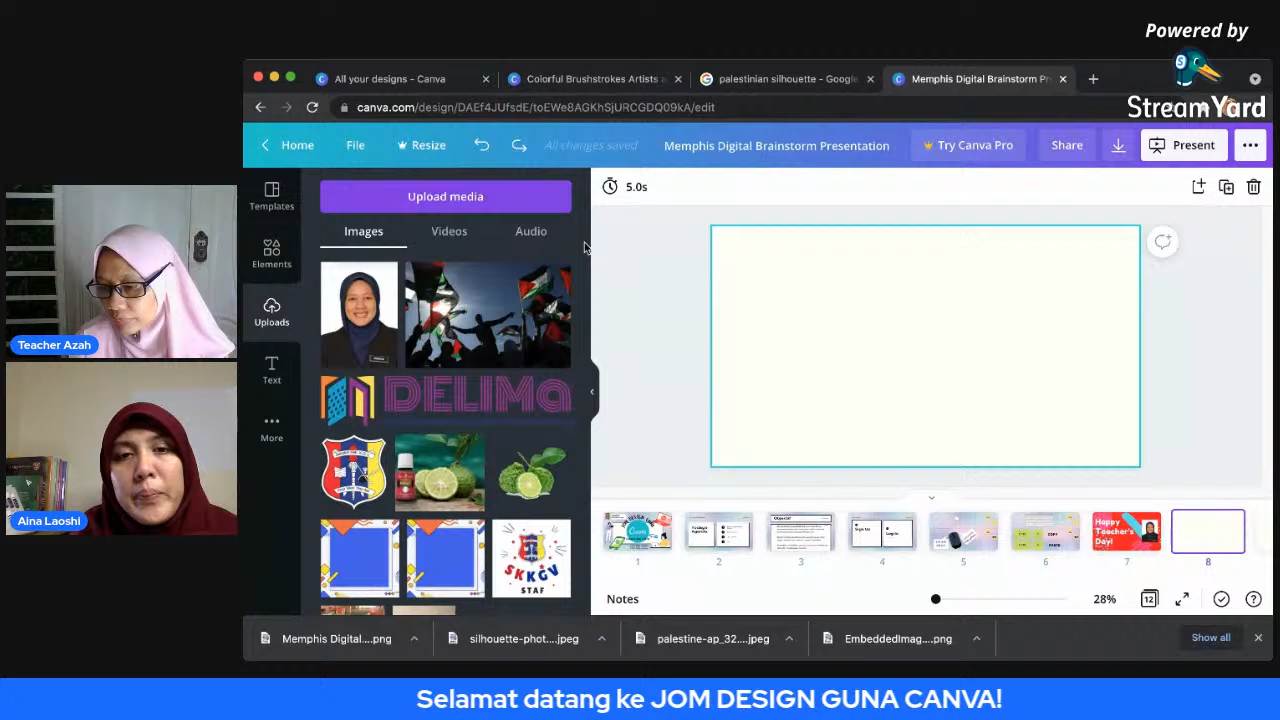 Powered by
StreamYard
All your designs - Canva
Colorful Brushstrokes Artists a
palestinian silhouette - Google
Memphis Digital Brainstorm Pr
canva.com/design/DAEf4JUfsdE/toEWe8AGKhSjURCGDQ09kA/edit
Home
File
Resize
All changes saved
Memphis Digital Brainstorm Presentation
Try Canva Pro
Share
Present
Templates
Elements
Uploads
Text
More
Upload media
Images
Videos
Audio
DELIMa
SKKGV
STAF
5.0s
Happy
Teacher's
Day!
1
2
3
4
5
6
7
8
Notes
28%
12
Memphis Digital....png
silhouette-phot....jpeg
palestine-ap_32....jpeg
EmbeddedImag....png
Show all
Teacher Azah
Aina Laoshi
Selamat datang ke JOM DESIGN GUNA CANVA!